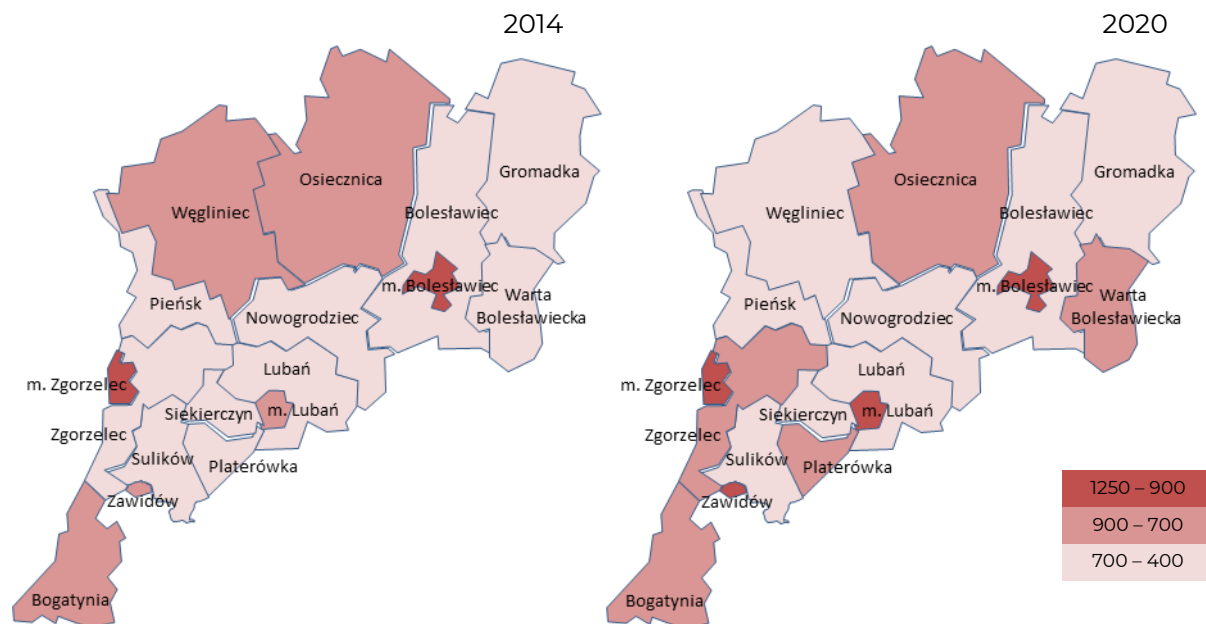 2014
Gromadka
Osiecznica
Węgliniec
Bolesławiec
m. Bolesławiec
Pieńsk
Warta
Bolesławiecka
Nowogrodziec
Lubań
m. Zgorzelec
Siekierczyn
m. Lubań
Zgorzelec
Sulików
Platerówka
Zawidów
Bogatynia
2020
Gromadka
Osiecznica
Węgliniec
Bolesławiec
m. Bolesławiec
Pieńsk
Warta
Bolesławiecka
Nowogrodziec
Lubań
m. Zgorzelec
Siekierczyn
m. Lubań
Zgorzelec
Sulików
Platerówka
Zawidów
Bogatynia
1250 – 900
900 – 700
700 – 400